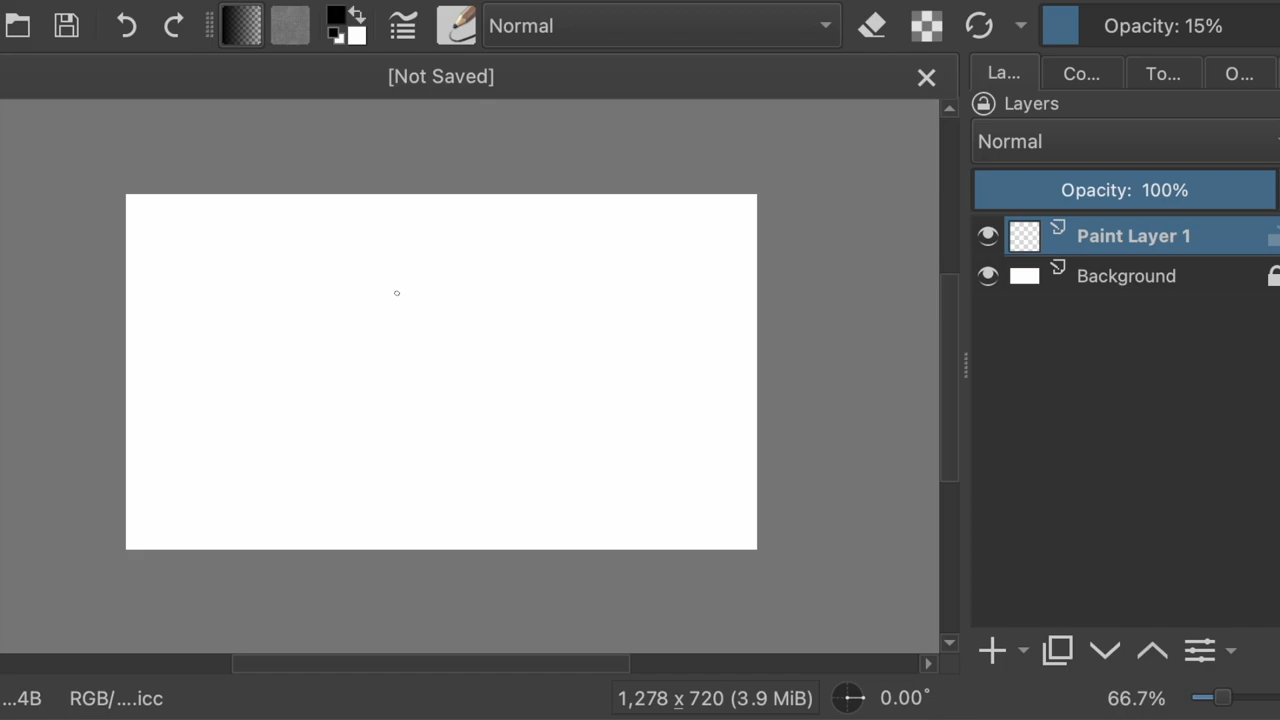 Normal
Opacity: 15%
[Not Saved]
La...
Co...
To...
O...
Layers
Normal
Opacity: 100%
Paint Layer 1
Background
...4B
RGB/....icc
1,278 x 720 (3.9 MiB)
0.00°
66.7%